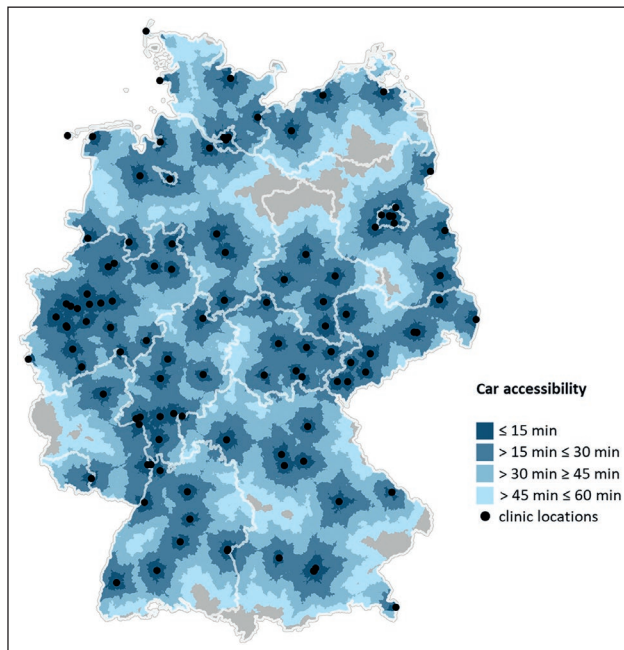 Car accessibility
≤ 15 min
> 15 min ≤ 30 min
> 30 min ≥ 45 min
> 45 min ≤ 60 min
clinic locations